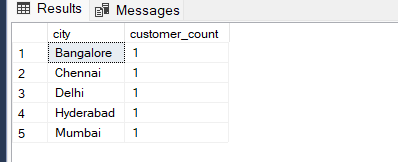 Results Messages
city customer_count
1 Bangalore 1
2 Chennai 1
3 Delhi 1
4 Hyderabad 1
5 Mumbai 1